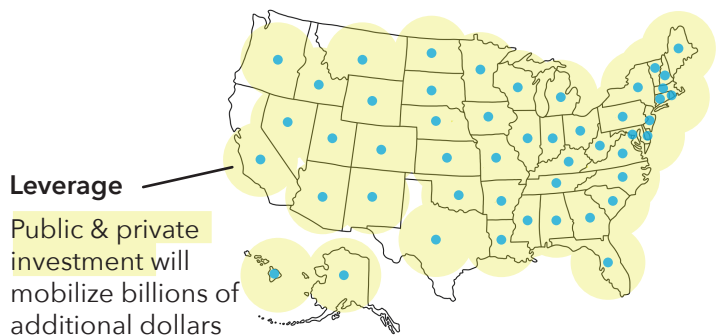 Leverage
Public & private
investment will
mobilize billions of
additional dollars